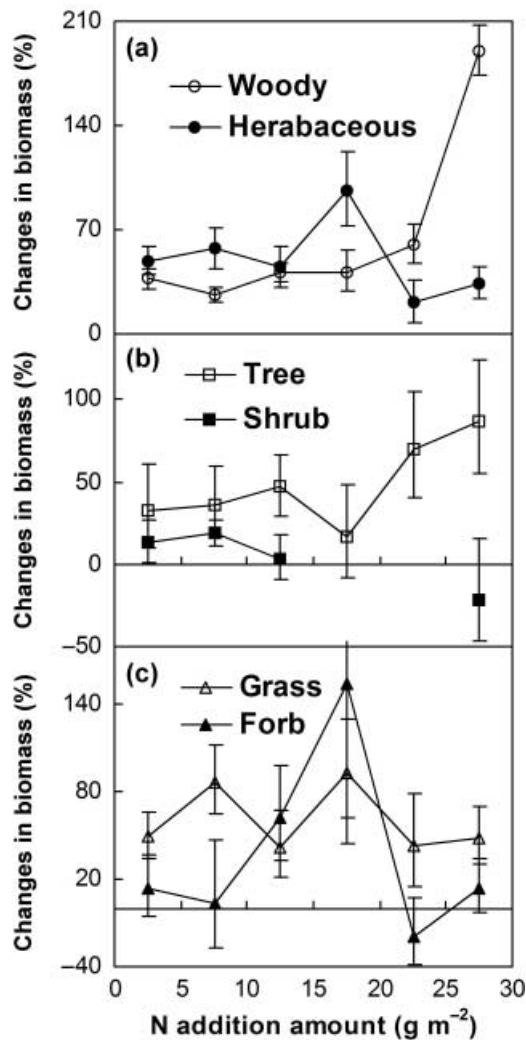 Changes in biomass (%)
210
140
70
0
(a)
Woody
Herabaceous
Changes in biomass (%)
100
50
0
–50
(b)
Tree
Shrub
Changes in biomass (%)
140
80
20
–40
(c)
Grass
Forb
0 5 10 15 20 25 30
N addition amount (g m⁻²)